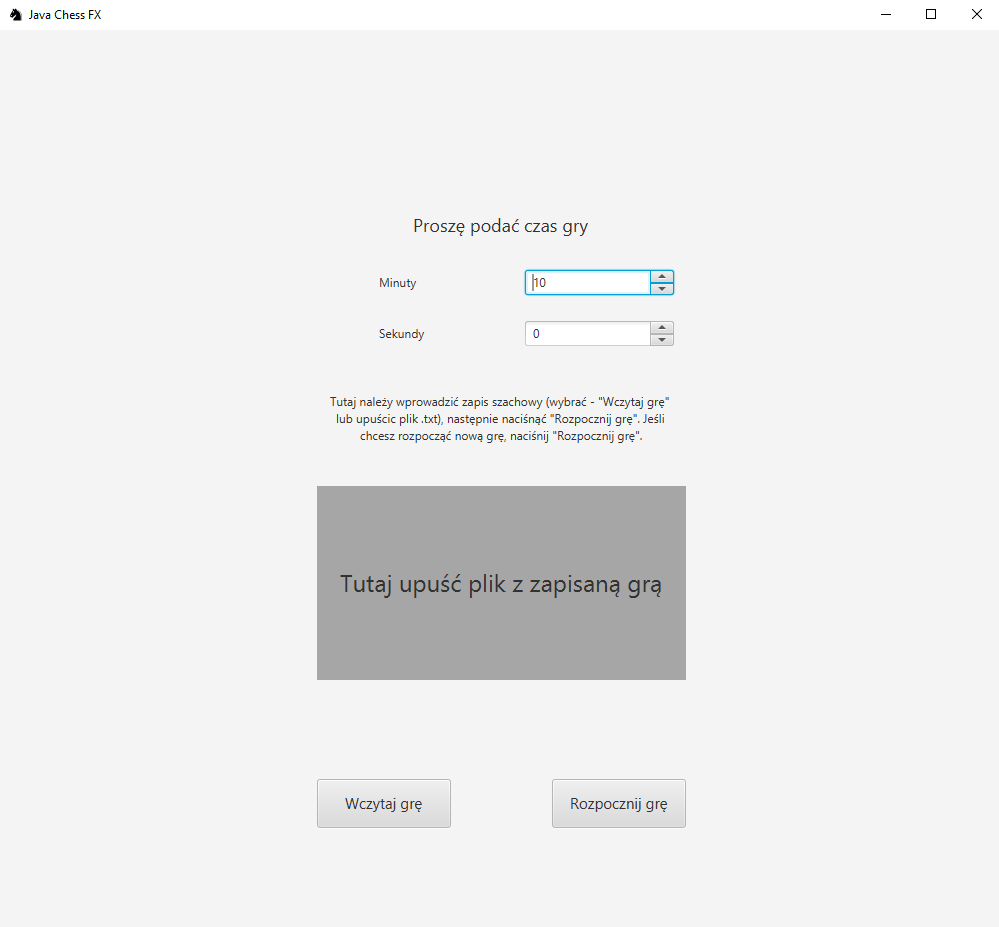 Java Chess FX
Proszę podać czas gry
Minuty
10
Sekundy
0
Tutaj należy wprowadzić zapis szachowy (wybrać - "Wczytaj grę"
lub upuścic plik .txt), następnie naciśnąć "Rozpocznij grę". Jeśli
chcesz rozpocząć nową grę, naciśnij "Rozpocznij grę".
Tutaj upuść plik z zapisaną grą
Wczytaj grę
Rozpocznij grę